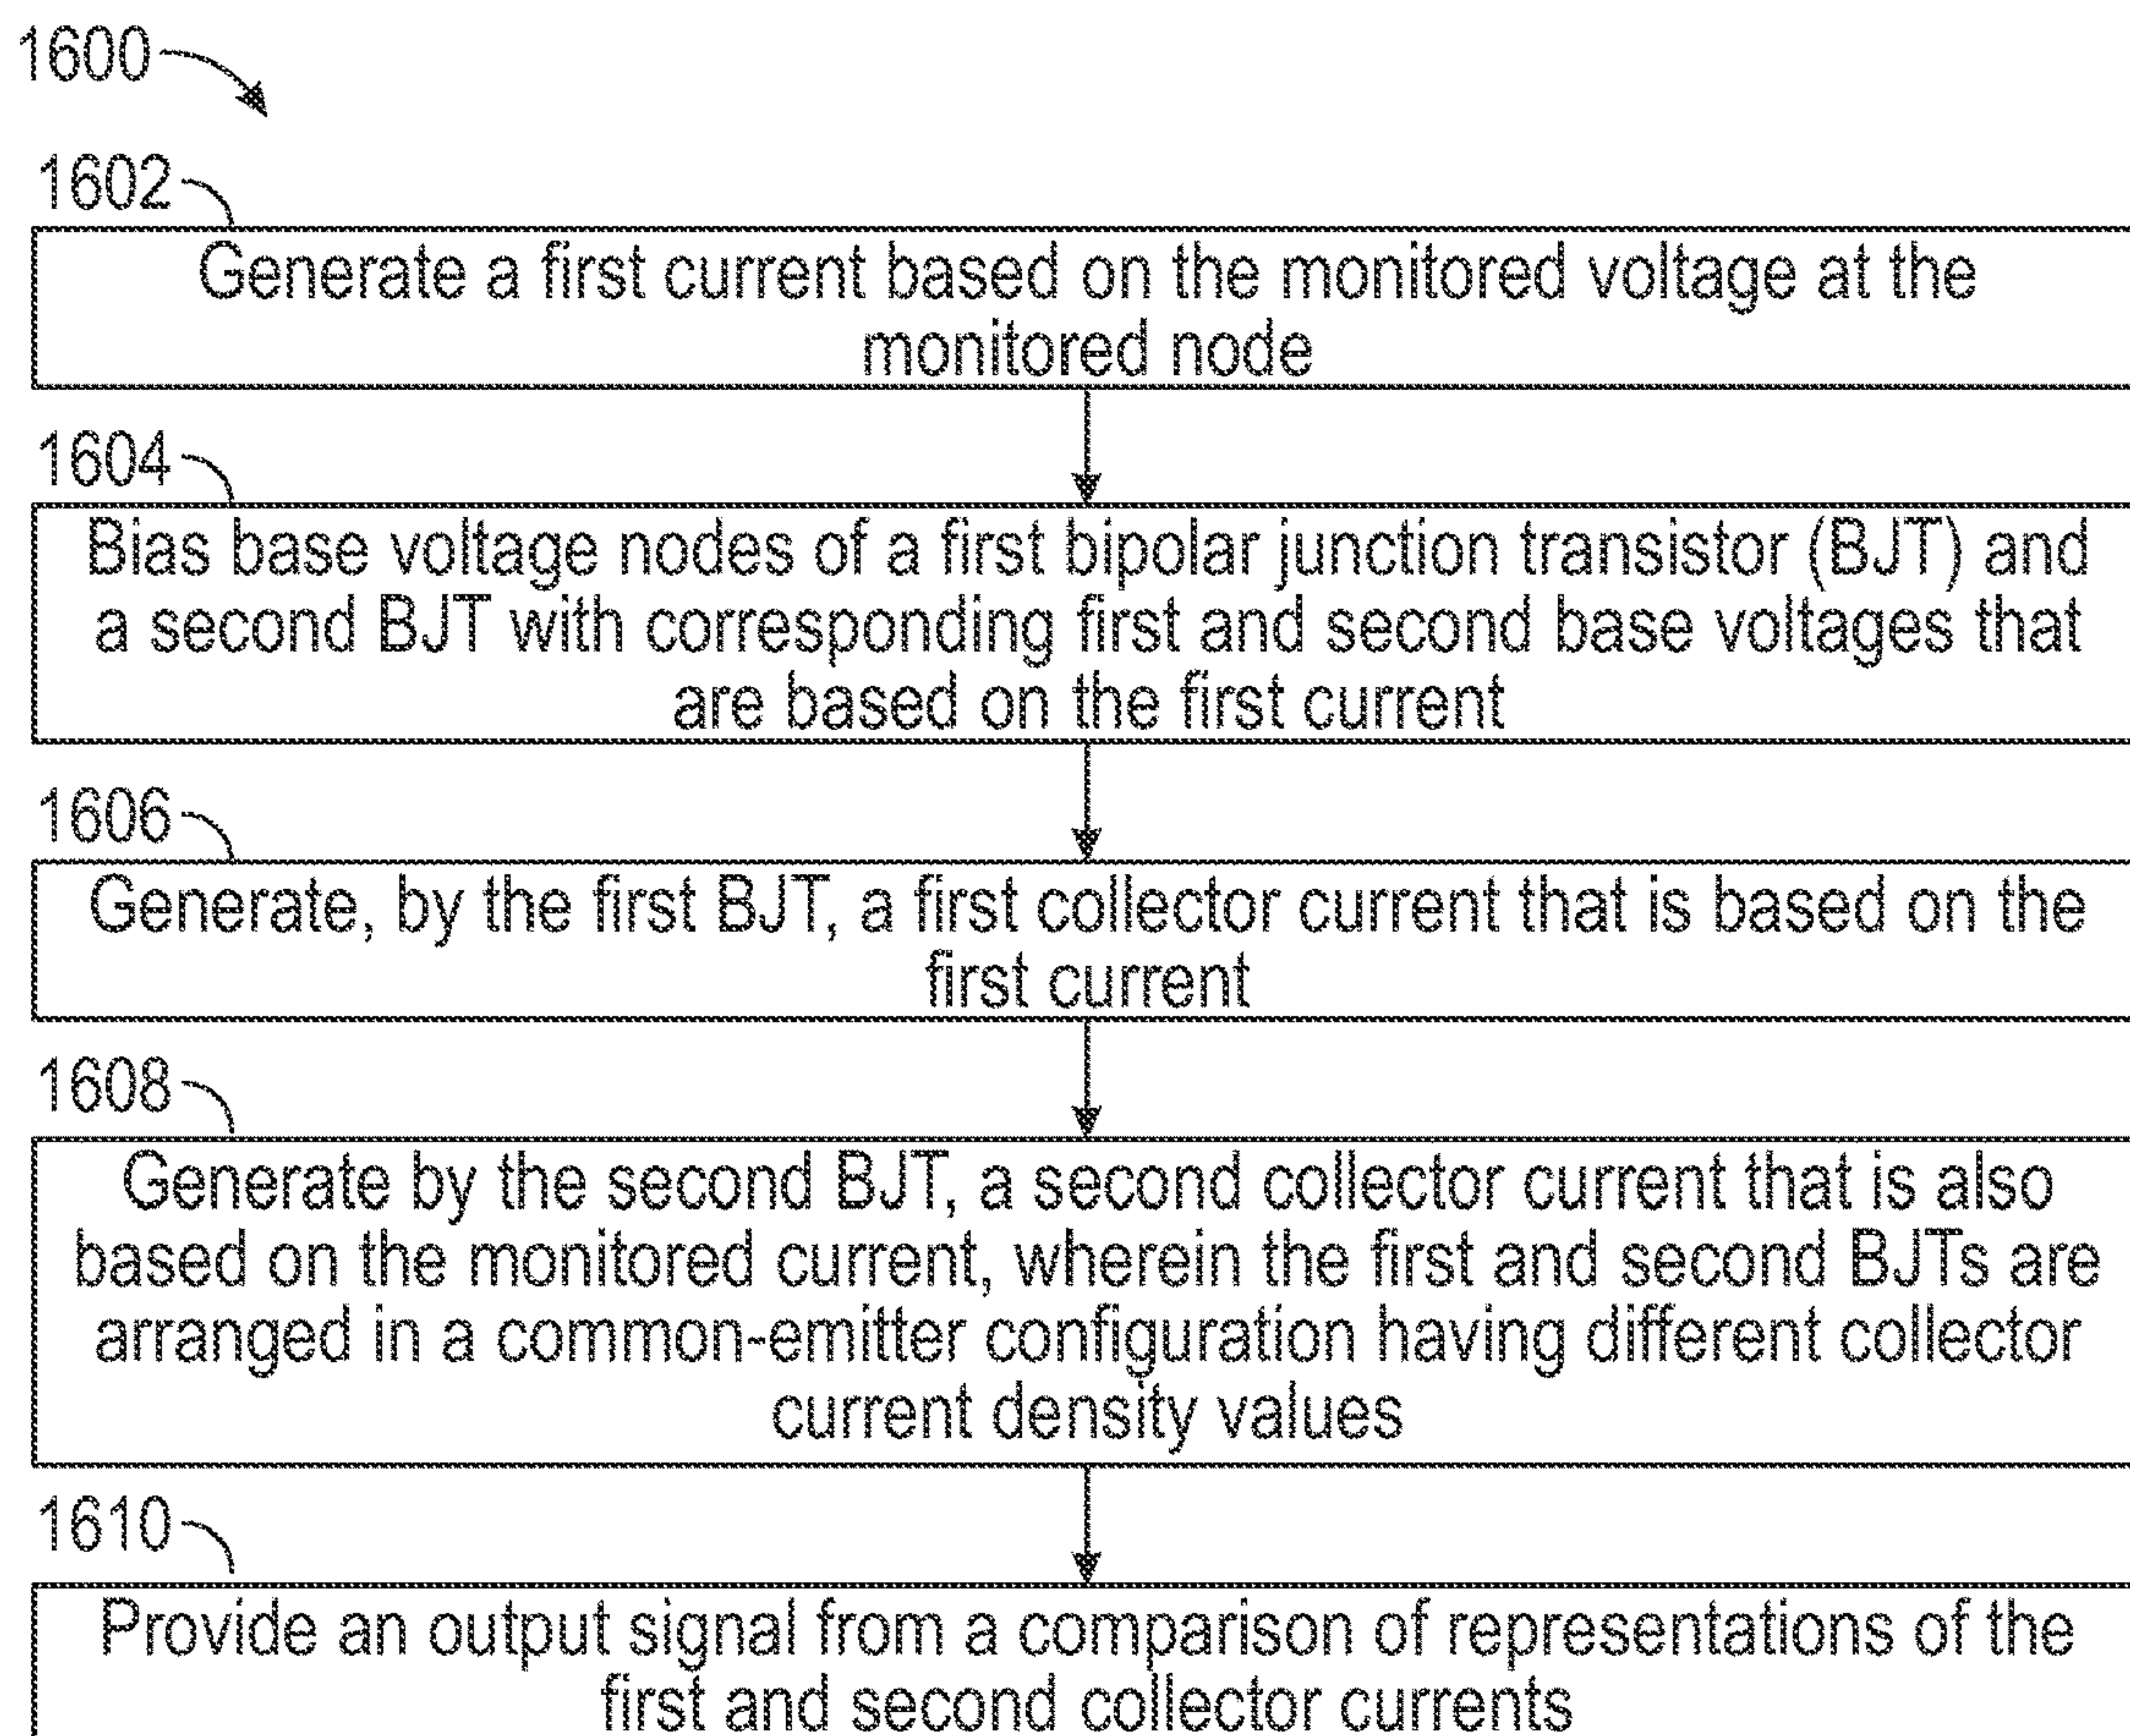 1600
1602
Generate a first current based on the monitored voltage at the
monitored node
1604
Bias base voltage nodes of a first bipolar junction transistor (BJT) and
a second BJT with corresponding first and second base voltages that
are based on the first current
1606
Generate, by the first BJT, a first collector current that is based on the
first current
1608
Generate by the second BJT, a second collector current that is also
based on the monitored current, wherein the first and second BJTs are
arranged in a common-emitter configuration having different collector
current density values
1610
Provide an output signal from a comparison of representations of the
first and second collector currents